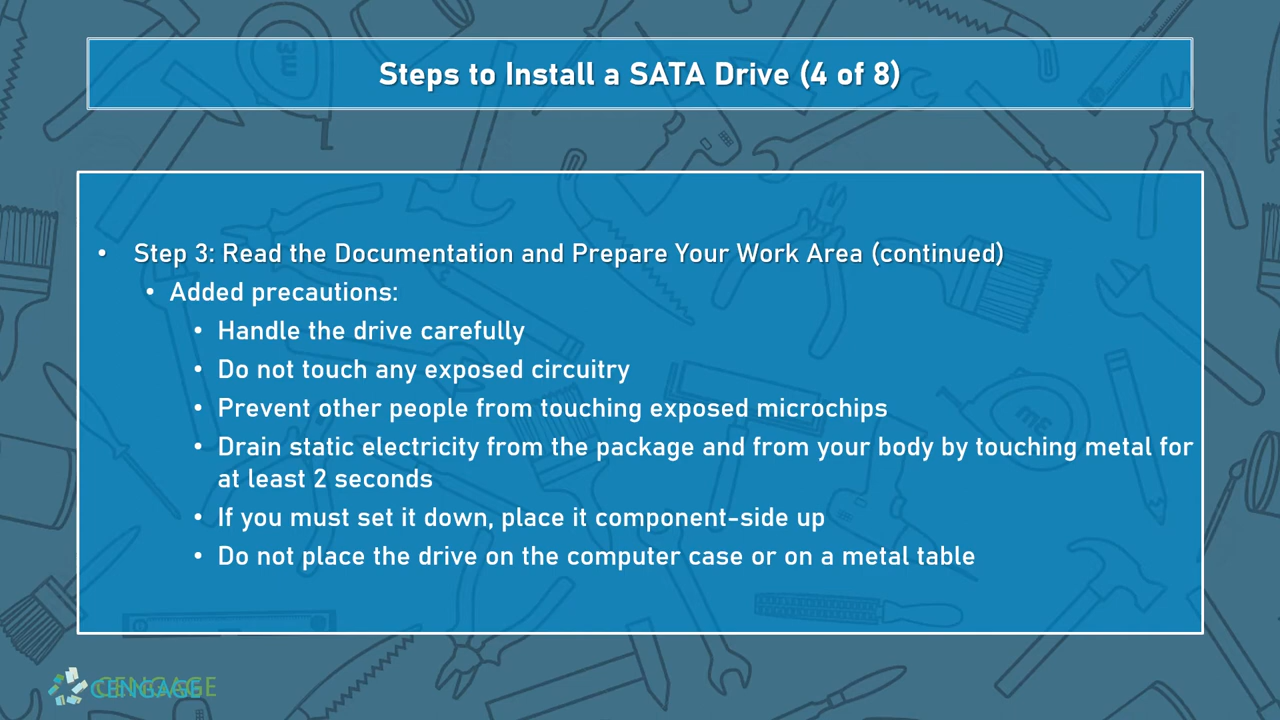 Steps to Install a SATA Drive (4 of 8)
• Step 3: Read the Documentation and Prepare Your Work Area (continued)
• Added precautions:
• Handle the drive carefully
• Do not touch any exposed circuitry
• Prevent other people from touching exposed microchips
• Drain static electricity from the package and from your body by touching metal for
at least 2 seconds
• If you must set it down, place it component-side up
• Do not place the drive on the computer case or on a metal table
CENGAGE